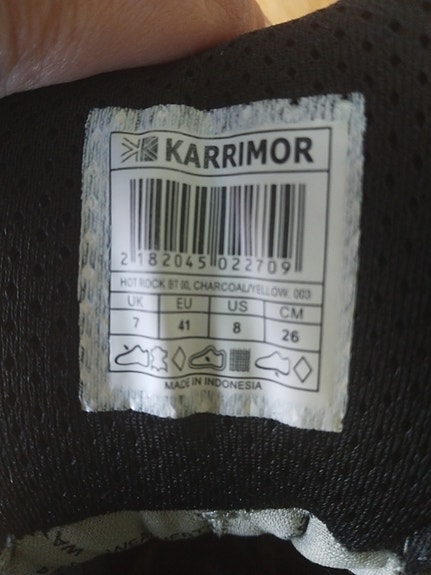 KARRIMOR
2 182045 022709
HOT ROCK BT 00, CHARCOAL/YELLOW, 003
UK EU US CM
7 41 8 26
MADE IN INDONESIA